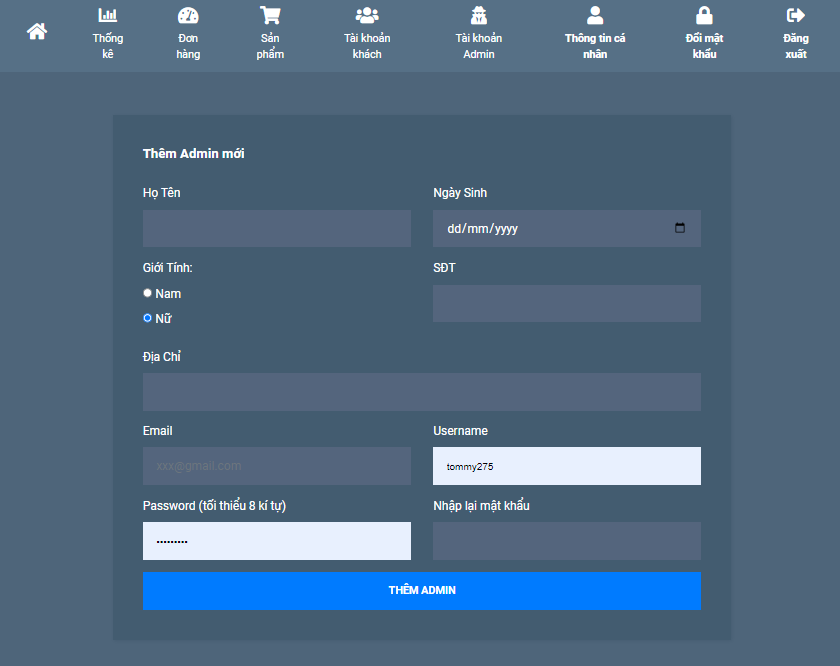 Thống kê
Đơn hàng
Sản phẩm
Tài khoản khách
Tài khoản Admin
Thông tin cá nhân
Đổi mật khẩu
Đăng xuất
Thêm Admin mới
Họ Tên
Ngày Sinh
dd/mm/yyyy
Giới Tính:
SĐT
Nam
Nữ
Địa Chỉ
Email
Username
xxx@gmail.com
tommy275
Password (tối thiểu 8 kí tự)
Nhập lại mật khẩu
•••••••••
THÊM ADMIN